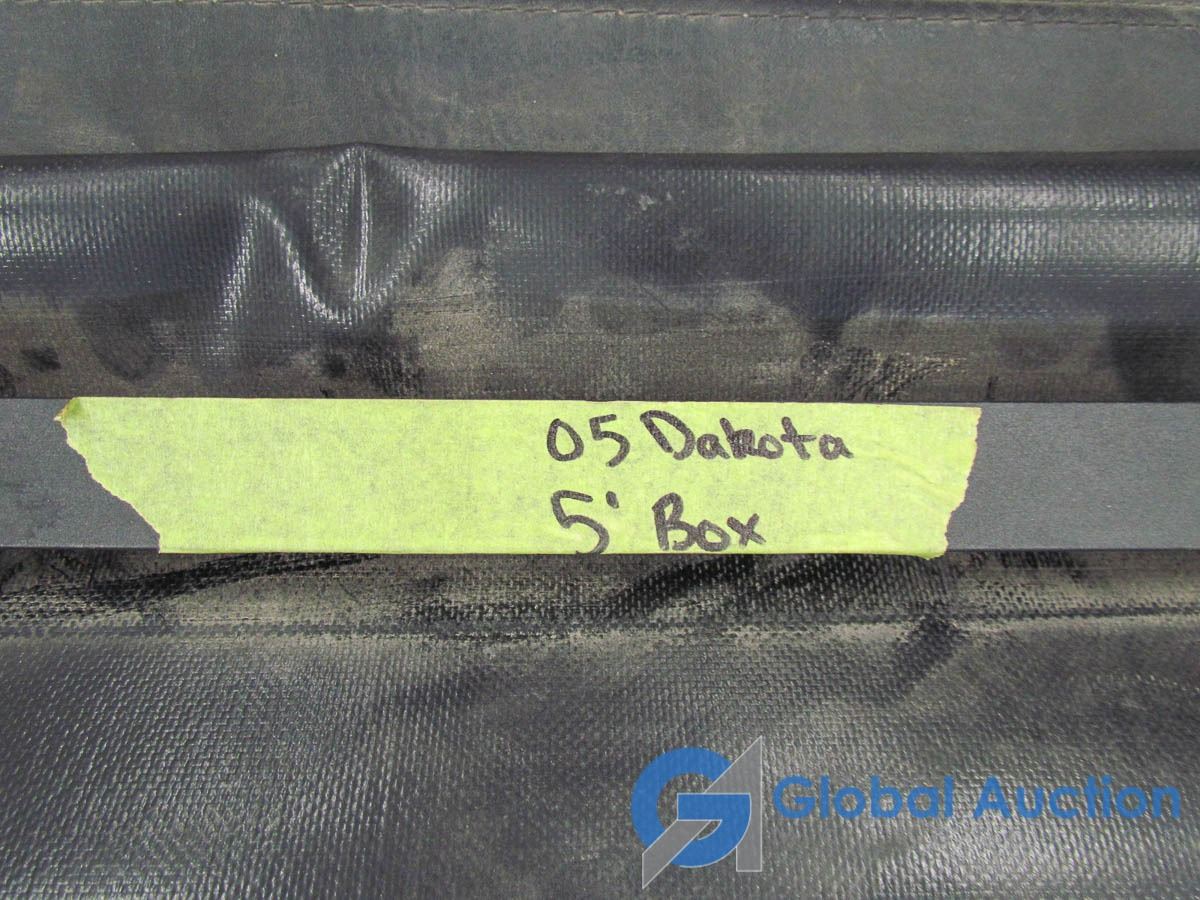 05 Dakota
5' Box
Global Auction